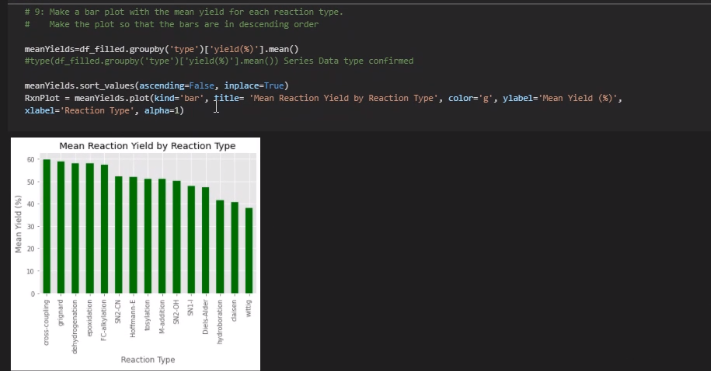 # 9: Make a bar plot with the mean yield for each reaction type.
#    Make the plot so that the bars are in descending order
meanYields=df_filled.groupby('type')['yield(%)'].mean()
#type(df_filled.groupby('type')['yield(%)'].mean()) Series Data type confirmed
meanYields.sort_values(ascending=False, inplace=True)
RxnPlot = meanYields.plot(kind='bar', title= 'Mean Reaction Yield by Reaction Type', color='g', ylabel='Mean Yield (%)',
xlabel='Reaction Type', alpha=1)
Mean Reaction Yield by Reaction Type
Mean Yield (%)
60
50
40
30
20
10
0
cross-coupling
grignard
dehydrogenation
epoxidation
FC-alkylation
SN2-CN
Hoffmann-E
tosylation
M-addition
SN2-OH
SN1-I
Diels-Alder
hydroboration
claisen
wittig
Reaction Type